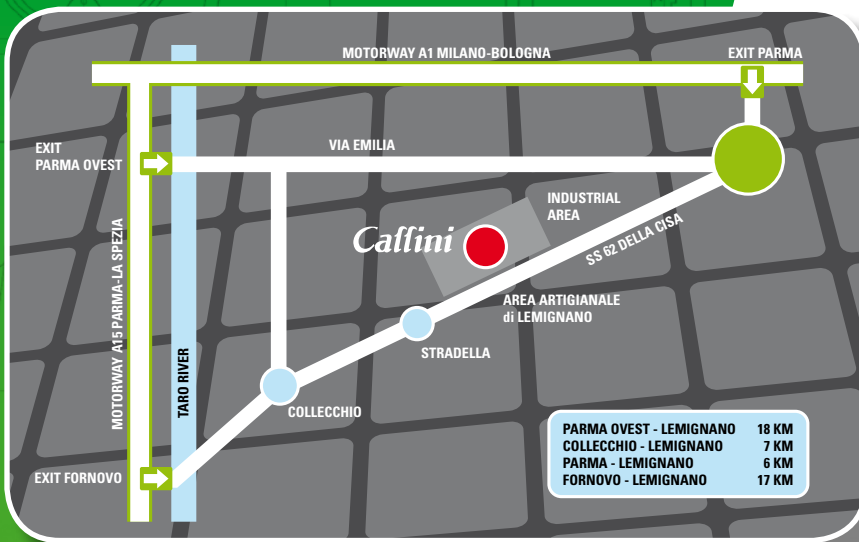 MOTORWAY A1 MILANO-BOLOGNA
EXIT PARMA
EXIT
PARMA OVEST
VIA EMILIA
INDUSTRIAL
AREA
Caffini
SS 62 DELLA CISA
AREA ARTIGIANALE
di LEMIGNANO
MOTORWAY A15 PARMA-LA SPEZIA
TARO RIVER
STRADELLA
COLLECCHIO
EXIT FORNOVO
PARMA OVEST - LEMIGNANO 18 KM
COLLECCHIO - LEMIGNANO 7 KM
PARMA - LEMIGNANO 6 KM
FORNOVO - LEMIGNANO 17 KM